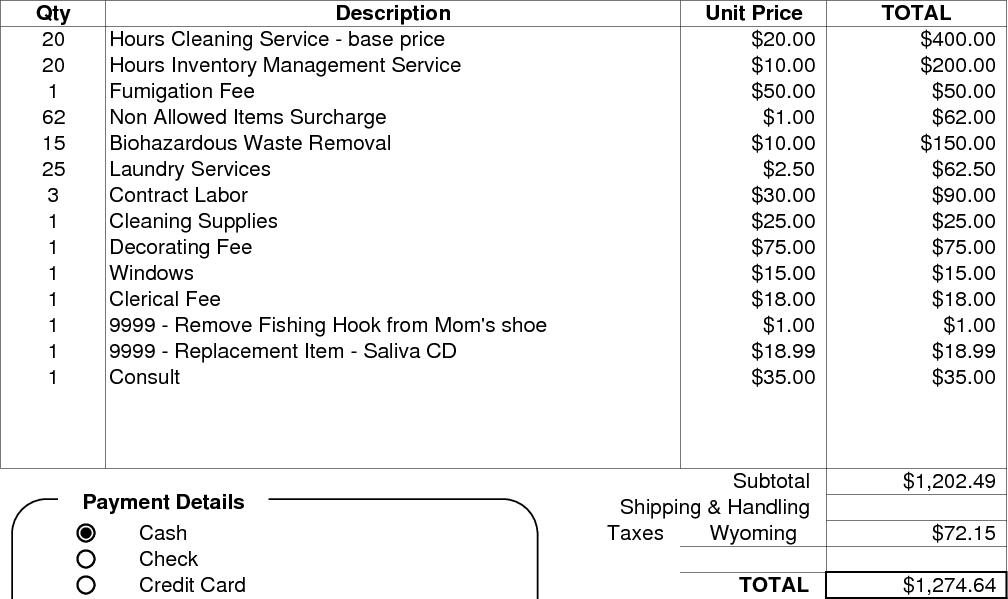 Qty Description Unit Price TOTAL
20 Hours Cleaning Service - base price $20.00 $400.00
20 Hours Inventory Management Service $10.00 $200.00
1 Fumigation Fee $50.00 $50.00
62 Non Allowed Items Surcharge $1.00 $62.00
15 Biohazardous Waste Removal $10.00 $150.00
25 Laundry Services $2.50 $62.50
3 Contract Labor $30.00 $90.00
1 Cleaning Supplies $25.00 $25.00
1 Decorating Fee $75.00 $75.00
1 Windows $15.00 $15.00
1 Clerical Fee $18.00 $18.00
1 9999 - Remove Fishing Hook from Mom's shoe $1.00 $1.00
1 9999 - Replacement Item - Saliva CD $18.99 $18.99
1 Consult $35.00 $35.00
Subtotal $1,202.49
Payment Details
Shipping & Handling
Cash
Taxes Wyoming $72.15
Check
Credit Card
TOTAL $1,274.64